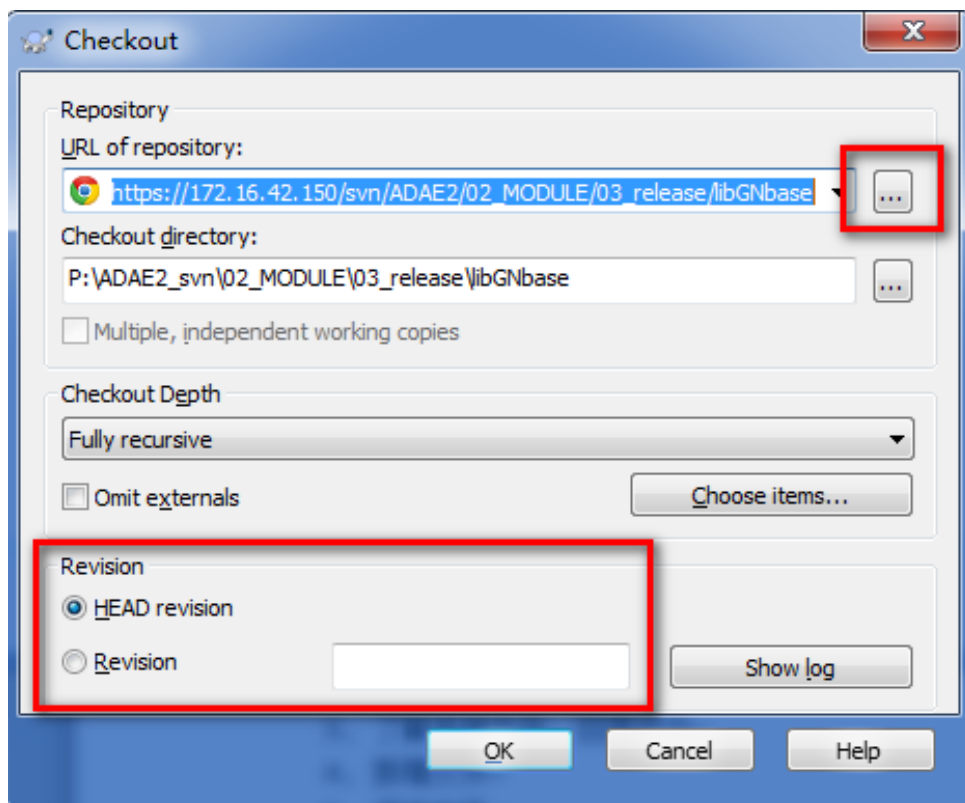 Checkout
Repository
URL of repository:
https://172.16.42.150/svn/ADAE2/02_MODULE/03_release/libGNbase
...
Checkout directory:
P:\ADAE2_svn\02_MODULE\03_release\libGNbase
...
Multiple, independent working copies
Checkout Depth
Fully recursive
Omit externals
Choose items...
Revision
HEAD revision
Revision
Show log
OK
Cancel
Help